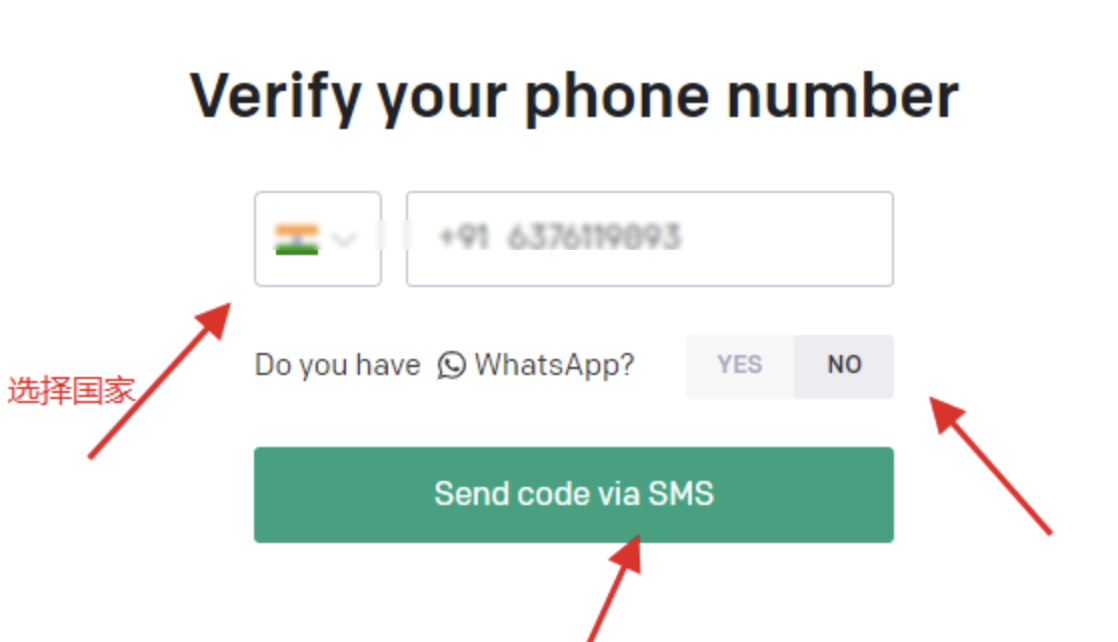 Verify your phone number
+91
Do you have WhatsApp?
YES NO
选择国家
Send code via SMS